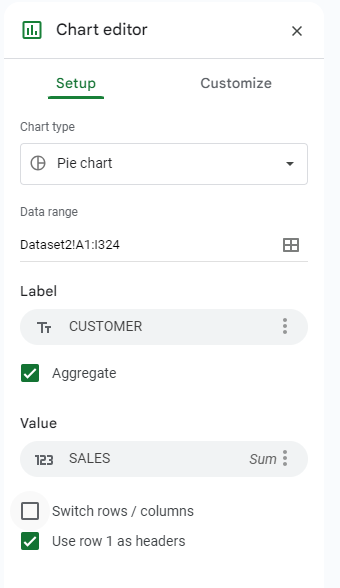 Chart editor
Setup Customize
Chart type
Pie chart
Data range
Dataset2!A1:I324
Label
Tт CUSTOMER
Aggregate
Value
123 SALES Sum
Switch rows / columns
Use row 1 as headers